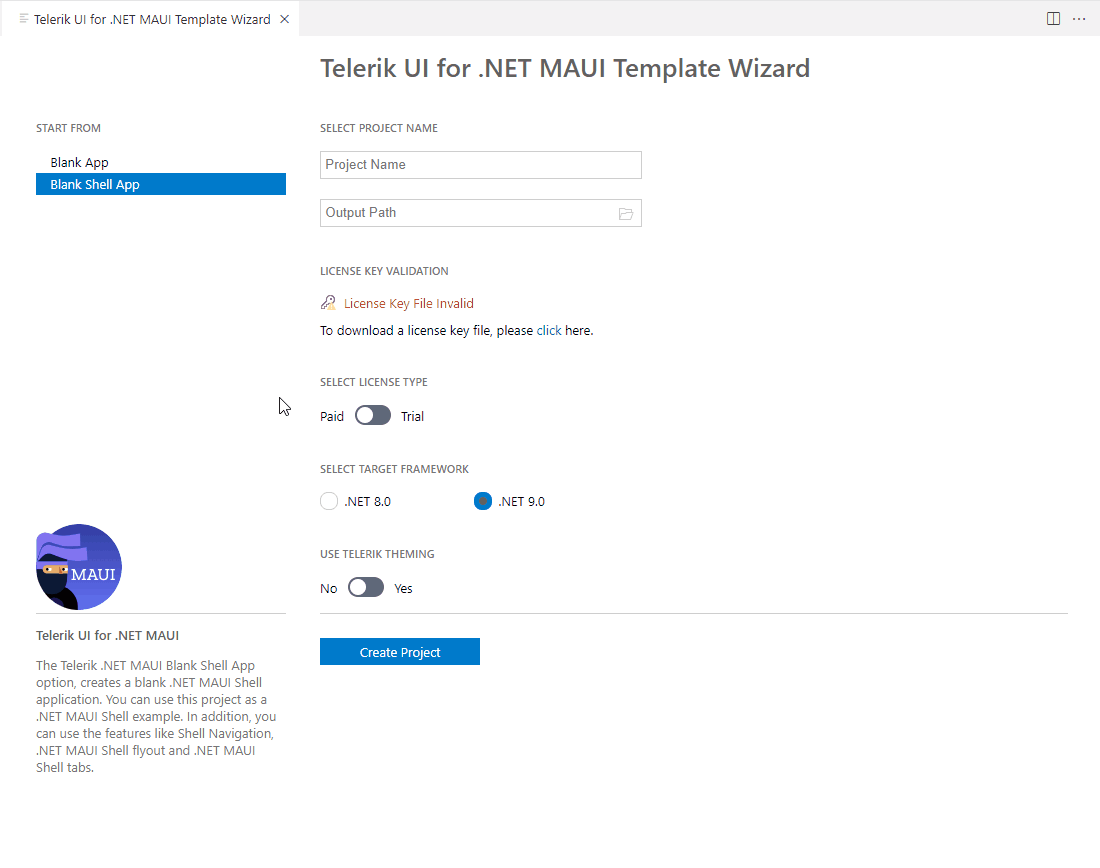 Telerik UI for .NET MAUI Template Wizard
Telerik UI for .NET MAUI Template Wizard
START FROM
Blank App
Blank Shell App
MAUI
Telerik UI for .NET MAUI
The Telerik .NET MAUI Blank Shell App
option, creates a blank .NET MAUI Shell
application. You can use this project as a
.NET MAUI Shell example. In addition, you
can use the features like Shell Navigation,
.NET MAUI Shell flyout and .NET MAUI
Shell tabs.
SELECT PROJECT NAME
Project Name
Output Path
LICENSE KEY VALIDATION
License Key File Invalid
To download a license key file, please click here.
SELECT LICENSE TYPE
Paid Trial
SELECT TARGET FRAMEWORK
.NET 8.0 .NET 9.0
USE TELERIK THEMING
No Yes
Create Project